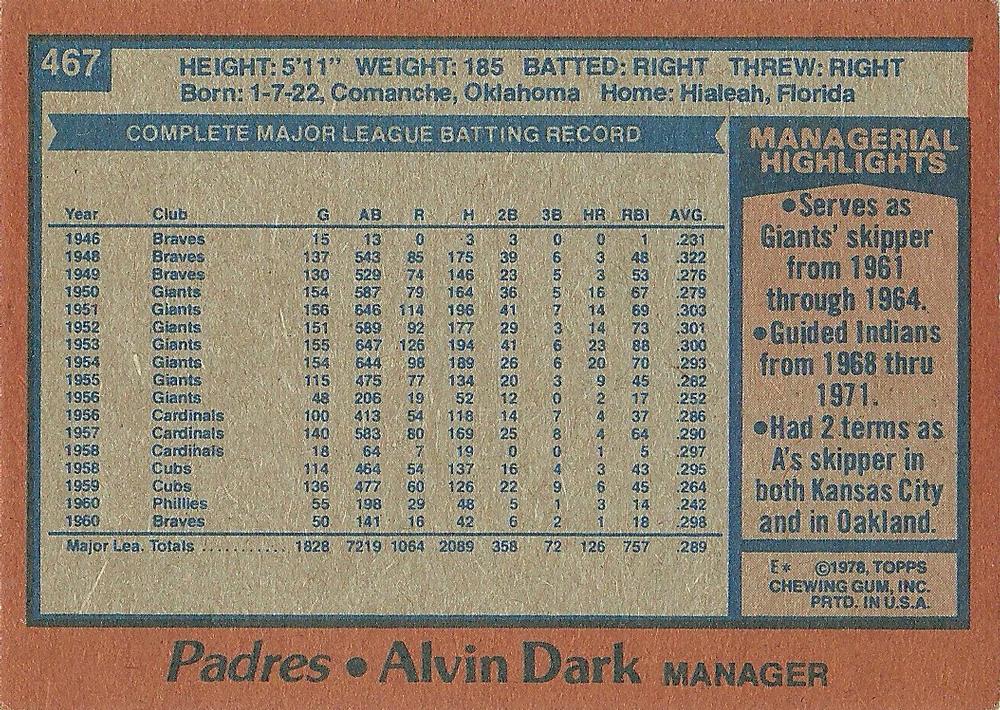 467
HEIGHT: 5'11" WEIGHT: 185 BATTED: RIGHT THREW: RIGHT
Born: 1-7-22, Comanche, Oklahoma Home: Hialeah, Florida
COMPLETE MAJOR LEAGUE BATTING RECORD
Year Club G AB R H 2B 3B HR RBI AVG.
1946 Braves 15 13 0 3 3 0 0 1 .231
1948 Braves 137 543 85 175 39 6 3 48 .322
1949 Braves 130 529 74 146 23 5 3 53 .276
1950 Giants 154 587 79 164 36 5 16 67 .279
1951 Giants 156 646 114 196 41 7 14 69 .303
1952 Giants 151 589 92 177 29 3 14 73 .301
1953 Giants 155 647 126 194 41 6 23 88 .300
1954 Giants 154 644 98 189 26 6 20 70 .293
1955 Giants 115 475 77 134 20 3 9 45 .282
1956 Giants 48 206 19 52 12 0 2 17 .252
1956 Cardinals 100 413 54 118 14 7 4 37 .286
1957 Cardinals 140 583 80 169 25 8 4 64 .290
1958 Cardinals 18 64 7 19 0 0 1 5 .297
1958 Cubs 114 464 54 137 16 4 3 43 .295
1959 Cubs 136 477 60 126 22 9 6 45 .264
1960 Phillies 55 198 29 48 5 1 3 14 .242
1960 Braves 50 141 16 42 6 2 1 18 .298
Major Lea. Totals ............ 1828 7219 1064 2089 358 72 126 757 .289
MANAGERIAL
HIGHLIGHTS
•Serves as
Giants' skipper
from 1961
through 1964.
•Guided Indians
from 1968 thru
1971.
•Had 2 terms as
A's skipper in
both Kansas City
and in Oakland.
E* ©1978, TOPPS
CHEWING GUM, INC.
PRTD. IN U.S.A.
Padres • Alvin Dark MANAGER